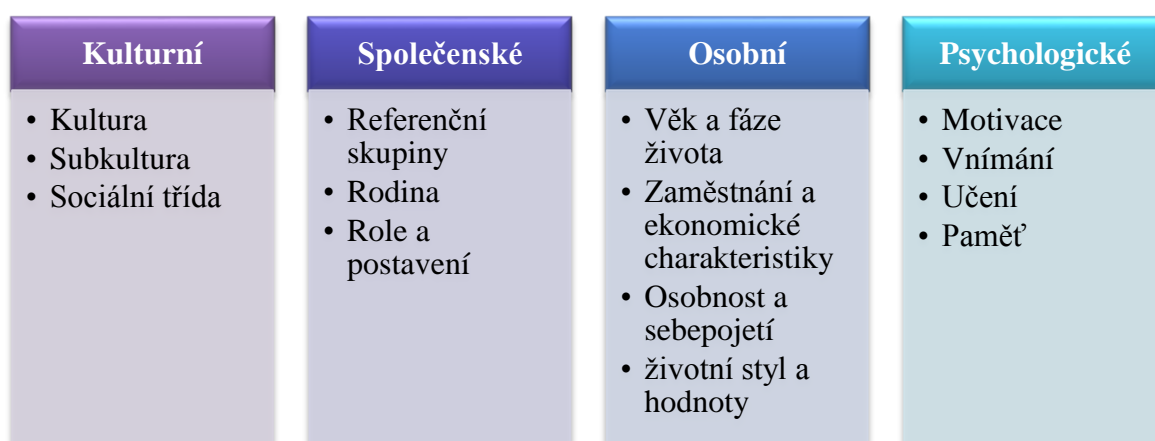 Kulturní
• Kultura
• Subkultura
• Sociální třída
Společenské
• Referenční
skupiny
• Rodina
• Role a
postavení
Osobní
• Věk a fáze
života
• Zaměstnání a
ekonomické
charakteristiky
• Osobnost a
sebepojetí
• životní styl a
hodnoty
Psychologické
• Motivace
• Vnímání
• Učení
• Paměť